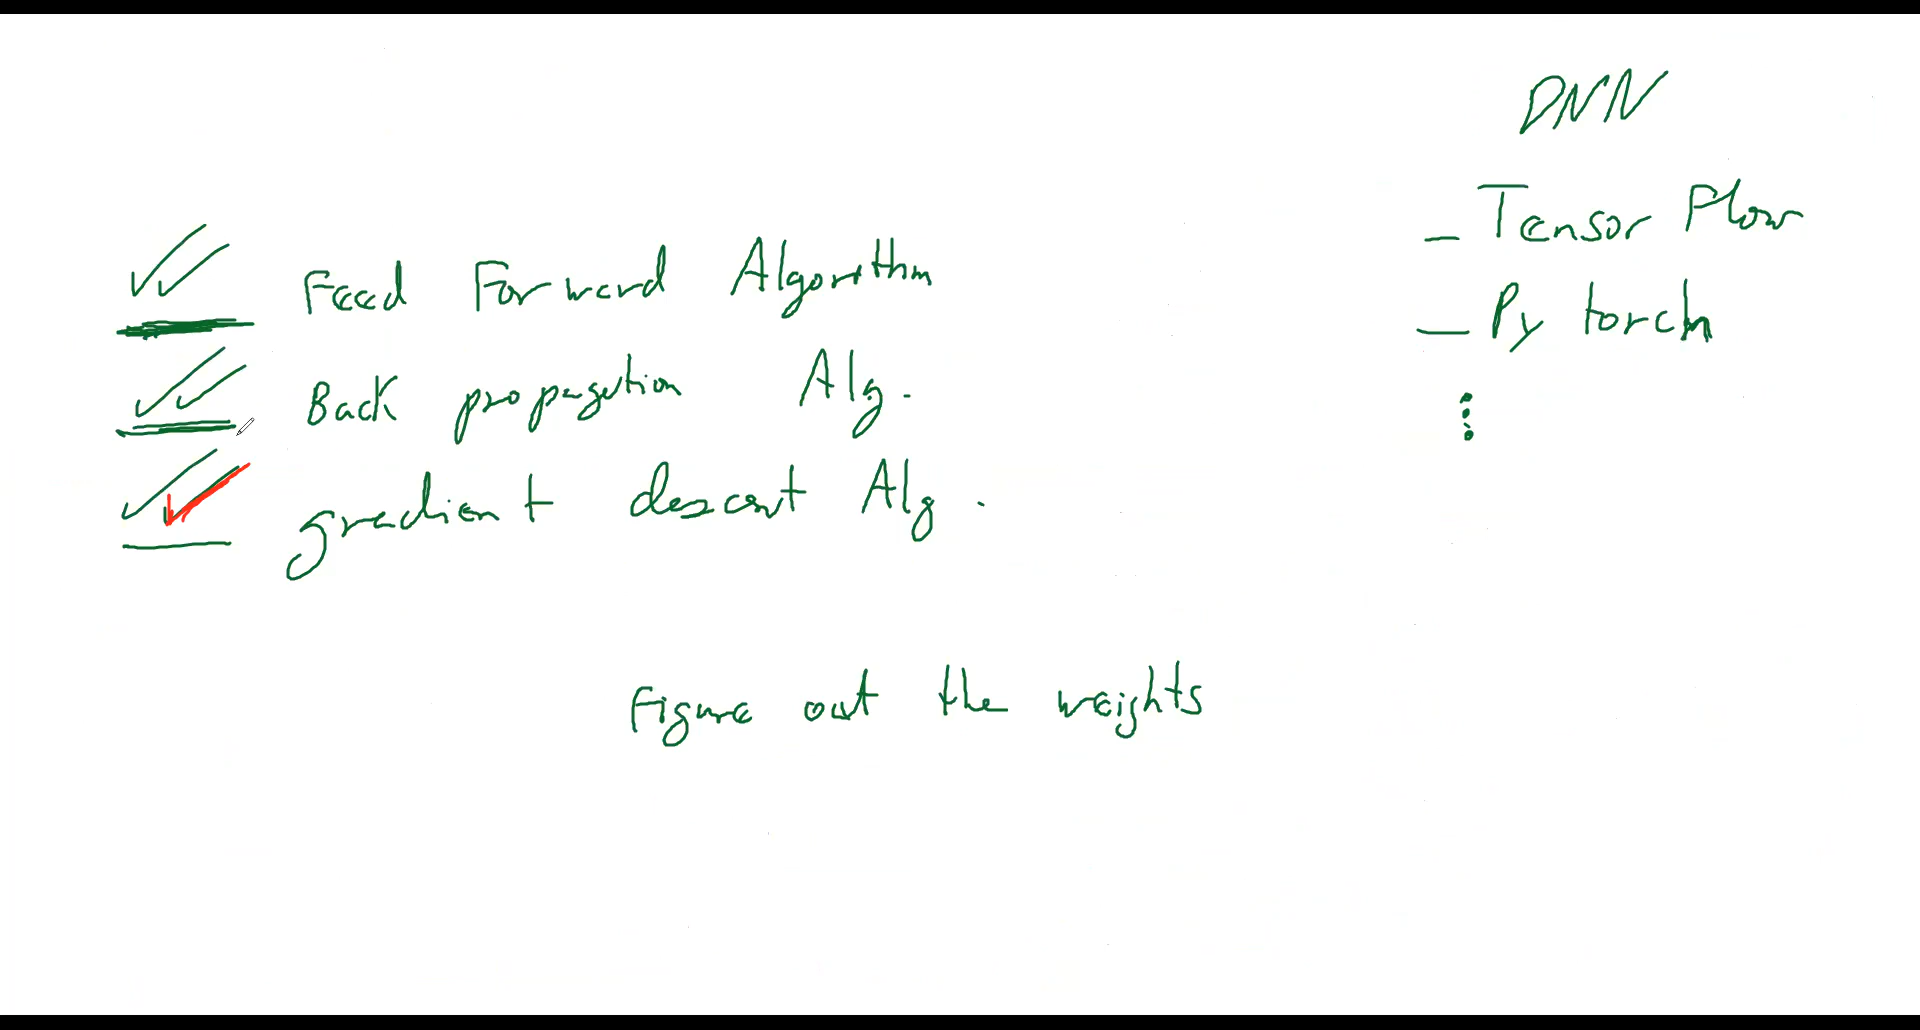 DNN
- Tensor Flow
- Py torch
Feed Forward Algorithm
Back propagation Alg.
gradient descent Alg.
Figure out the weights